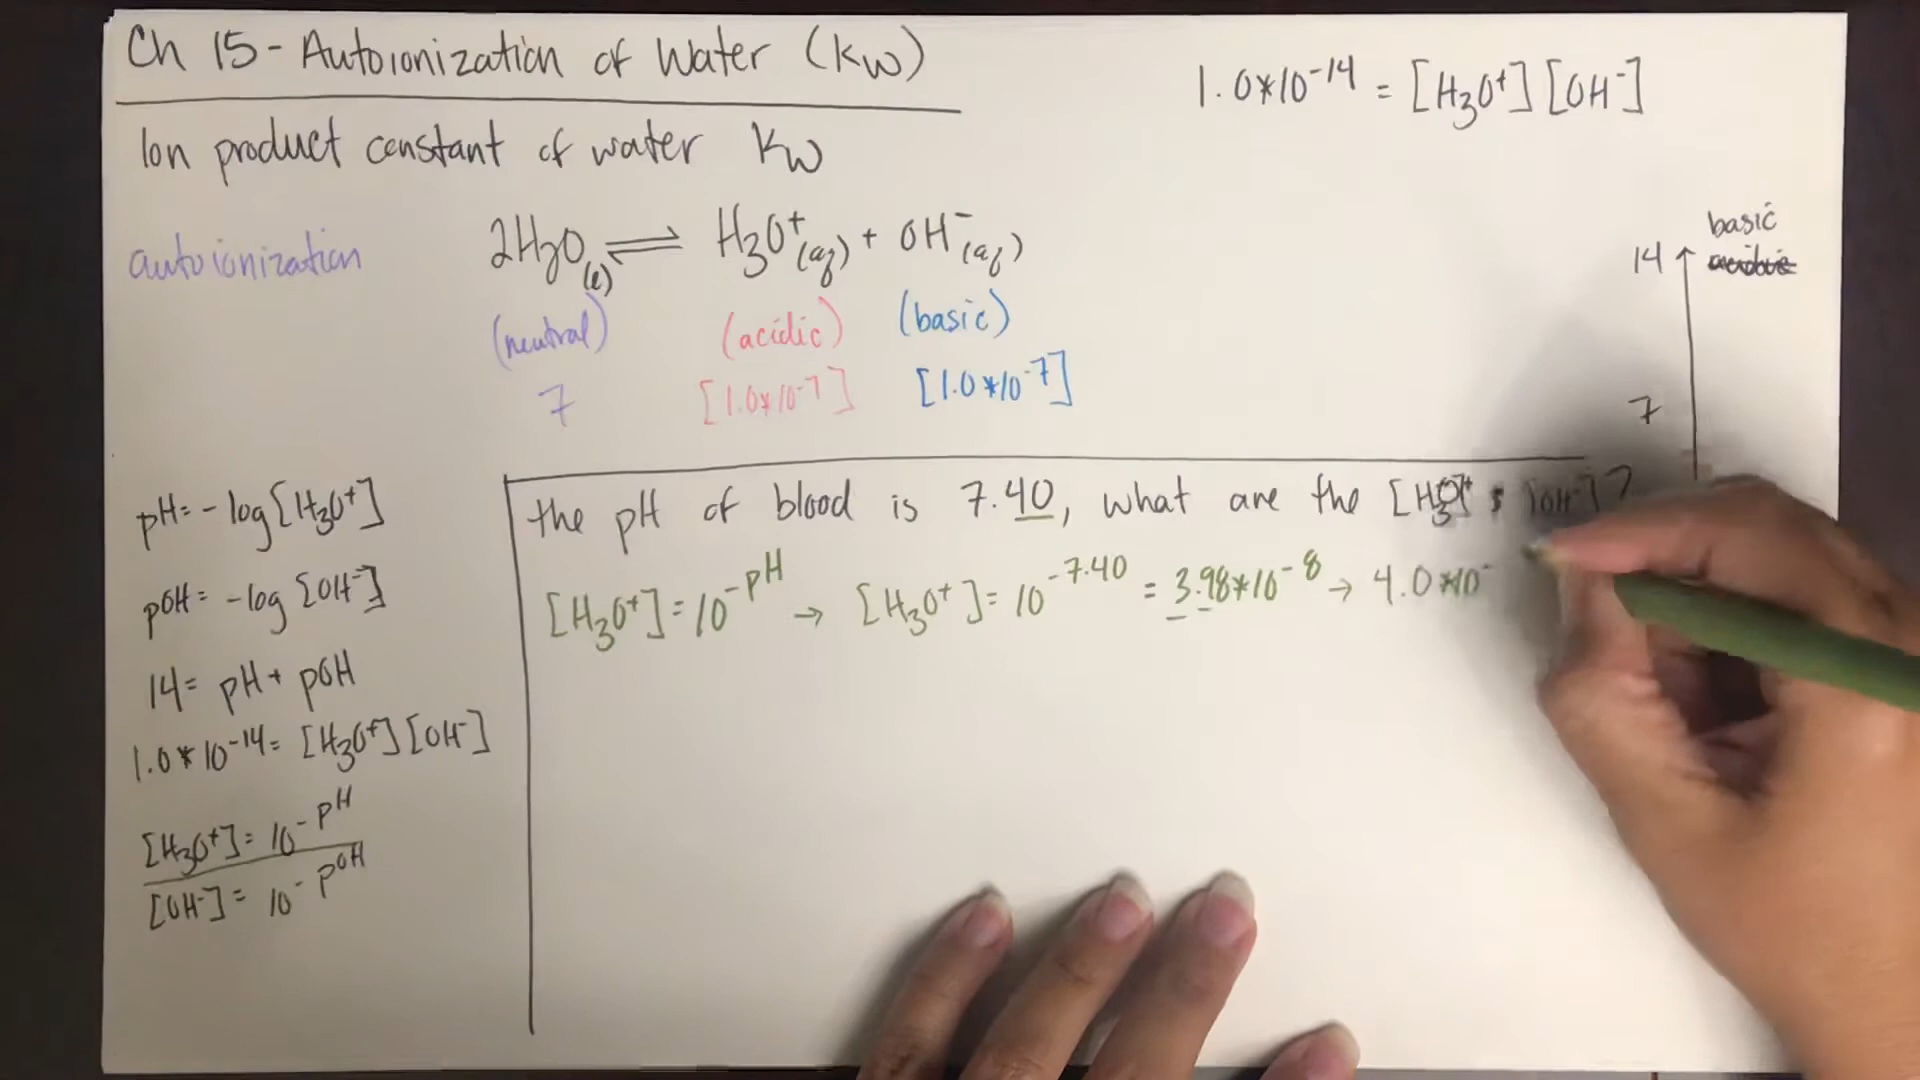 Ch 15 - Autoionization of Water (Kw)
1.0*10⁻¹⁴ = [H₃O⁺][OH⁻]
Ion product constant of water Kw
autoionization
2H₂O(l) ⇌ H₃O⁺(aq) + OH⁻(aq)
(neutral) (acidic) (basic)
7 [1.0*10⁻⁷] [1.0*10⁻⁷]
basic
14
7
pH = -log[H₃O⁺]
pOH = -log[OH⁻]
14 = pH + pOH
1.0*10⁻¹⁴ = [H₃O⁺][OH⁻]
[H₃O⁺] = 10^-pH
[OH⁻] = 10^-pOH
the pH of blood is 7.40, what are the [H₃O⁺] & [OH⁻]?
[H₃O⁺] = 10^-pH → [H₃O⁺] = 10^-7.40 = 3.98*10⁻⁸ → 4.0*10⁻